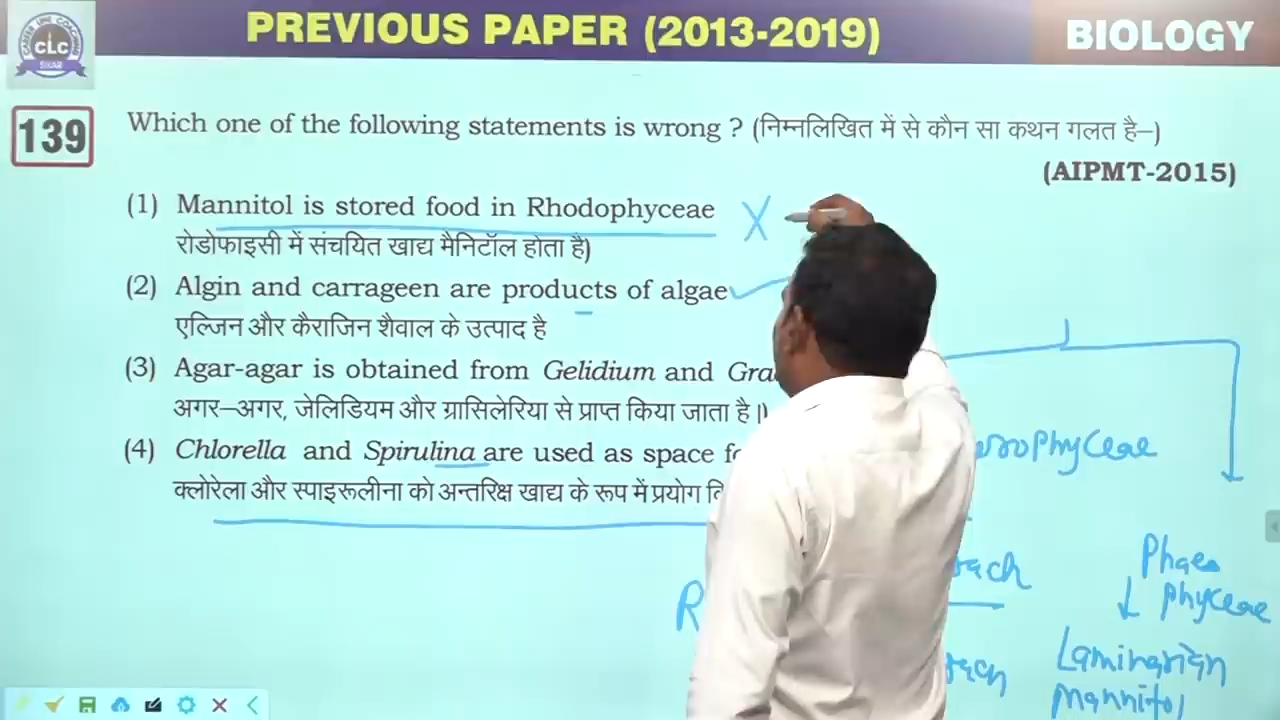 PREVIOUS PAPER (2013-2019)
BIOLOGY
CLC
SIKAR
139
Which one of the following statements is wrong ? (निम्नलिखित में से कौन सा कथन गलत है–)
(AIPMT-2015)
(1) Mannitol is stored food in Rhodophyceae X
रोडोफाइसी में संचयित खाद्य मैनिटॉल होता है)
(2) Algin and carrageen are products of algae
एल्जिन और कैराजिन शैवाल के उत्पाद है
(3) Agar-agar is obtained from Gelidium and
अगर–अगर, जेलिडियम और ग्रासिलेरिया से प्राप्त किया जाता है।)
(4) Chlorella and Spirulina are used as space
क्लोरेला और स्पाइरूलीना को अन्तरिक्ष खाद्य के रूप में प्रयोग
Phaeo
phyceae
Laminarian
Mannitol